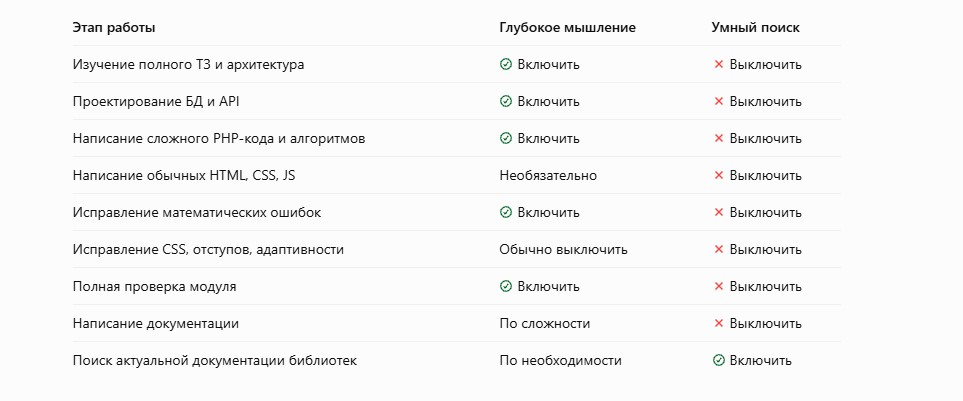 Этап работы Глубокое мышление Умный поиск
Изучение полного ТЗ и архитектура Включить Выключить
Проектирование БД и API Включить Выключить
Написание сложного PHP-кода и алгоритмов Включить Выключить
Написание обычных HTML, CSS, JS Необязательно Выключить
Исправление математических ошибок Включить Выключить
Исправление CSS, отступов, адаптивности Обычно выключить Выключить
Полная проверка модуля Включить Выключить
Написание документации По сложности Выключить
Поиск актуальной документации библиотек По необходимости Включить